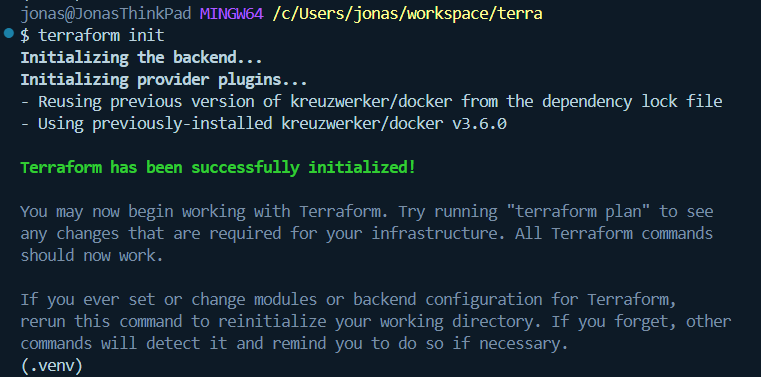 jonas@JonasThinkPad MINGW64 /c/Users/jonas/workspace/terra
$ terraform init
Initializing the backend...
Initializing provider plugins...
- Reusing previous version of kreuzwerker/docker from the dependency lock file
- Using previously-installed kreuzwerker/docker v3.6.0
Terraform has been successfully initialized!
You may now begin working with Terraform. Try running "terraform plan" to see
any changes that are required for your infrastructure. All Terraform commands
should now work.
If you ever set or change modules or backend configuration for Terraform,
rerun this command to reinitialize your working directory. If you forget, other
commands will detect it and remind you to do so if necessary.
(.venv)